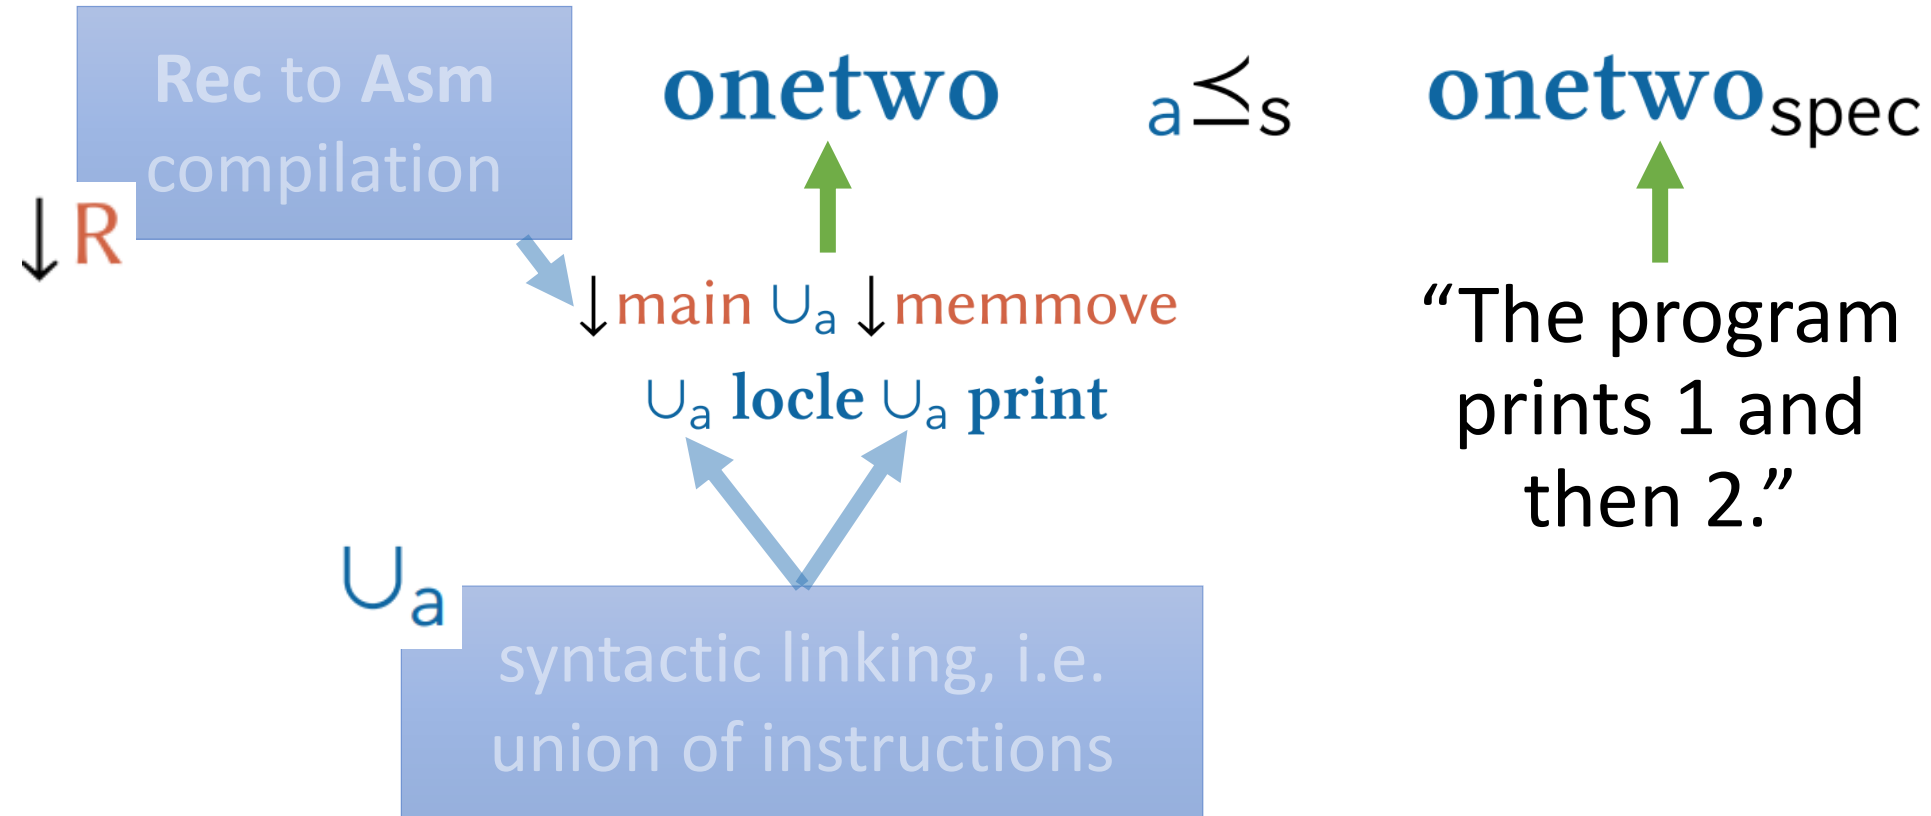 Rec to Asm
compilation
↓R
onetwo a⪯s onetwospec
↓main ∪a ↓memmove
∪a locle ∪a print
“The program
prints 1 and
then 2.”
∪a
syntactic linking, i.e.
union of instructions